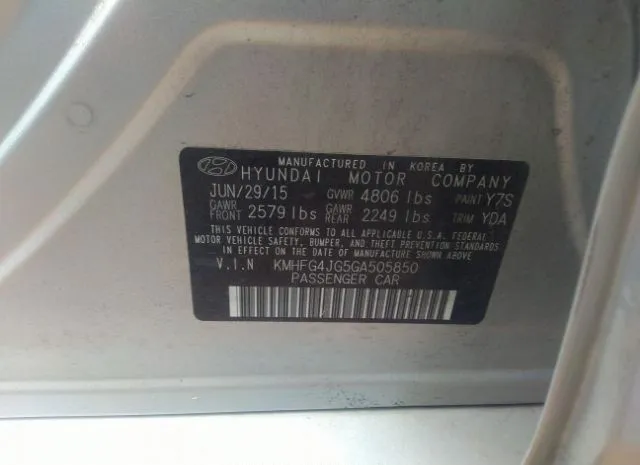 MANUFACTURED IN KOREA BY
HYUNDAI MOTOR COMPANY
JUN/29/15 GVWR 4806 lbs PAINT Y7S
GAWR FRONT 2579 lbs GAWR REAR 2249 lbs TRIM YDA
THIS VEHICLE CONFORMS TO ALL APPLICABLE U.S.A. FEDERAL
MOTOR VEHICLE SAFETY, BUMPER, AND THEFT PREVENTION STANDARDS
IN EFFECT ON THE DATE OF MANUFACTURE SHOWN ABOVE.
V.I.N KMHFG4JG5GA505850
PASSENGER CAR